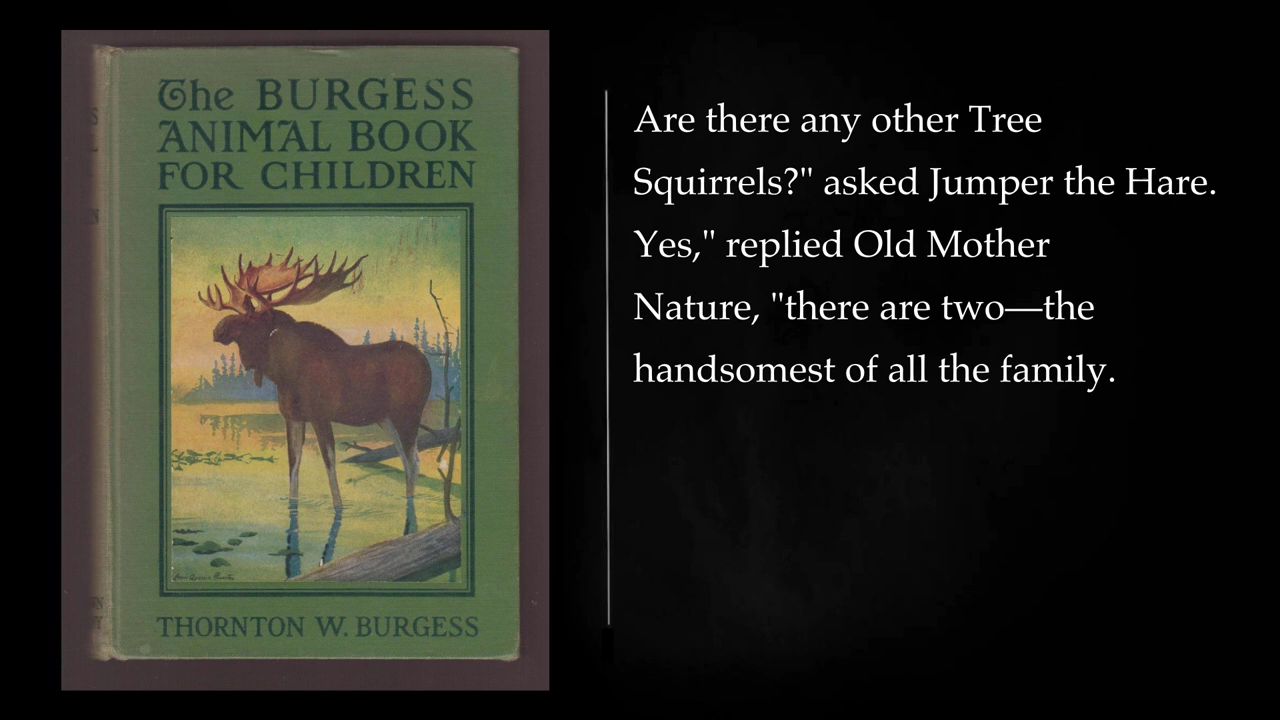 The BURGESS
ANIMAL BOOK
FOR CHILDREN
THORNTON W. BURGESS
Are there any other Tree
Squirrels?" asked Jumper the Hare.
Yes," replied Old Mother
Nature, "there are two—the
handsomest of all the family.